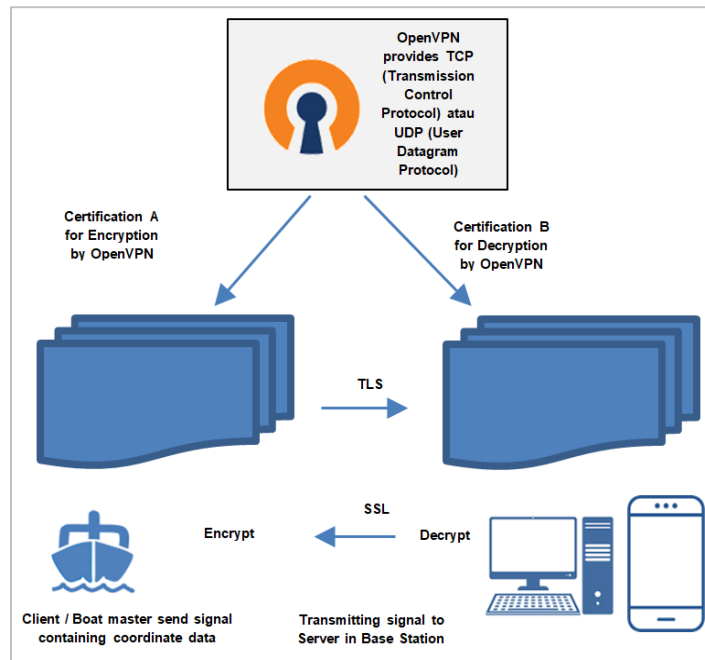 OpenVPN
provides TCP
(Transmission
Control
Protocol) atau
UDP (User
Datagram
Protocol)
Certification A
for Encryption
by OpenVPN
Certification B
for Decryption
by OpenVPN
TLS
SSL
Encrypt
Decrypt
Client / Boat master send signal
containing coordinate data
Transmitting signal to
Server in Base Station